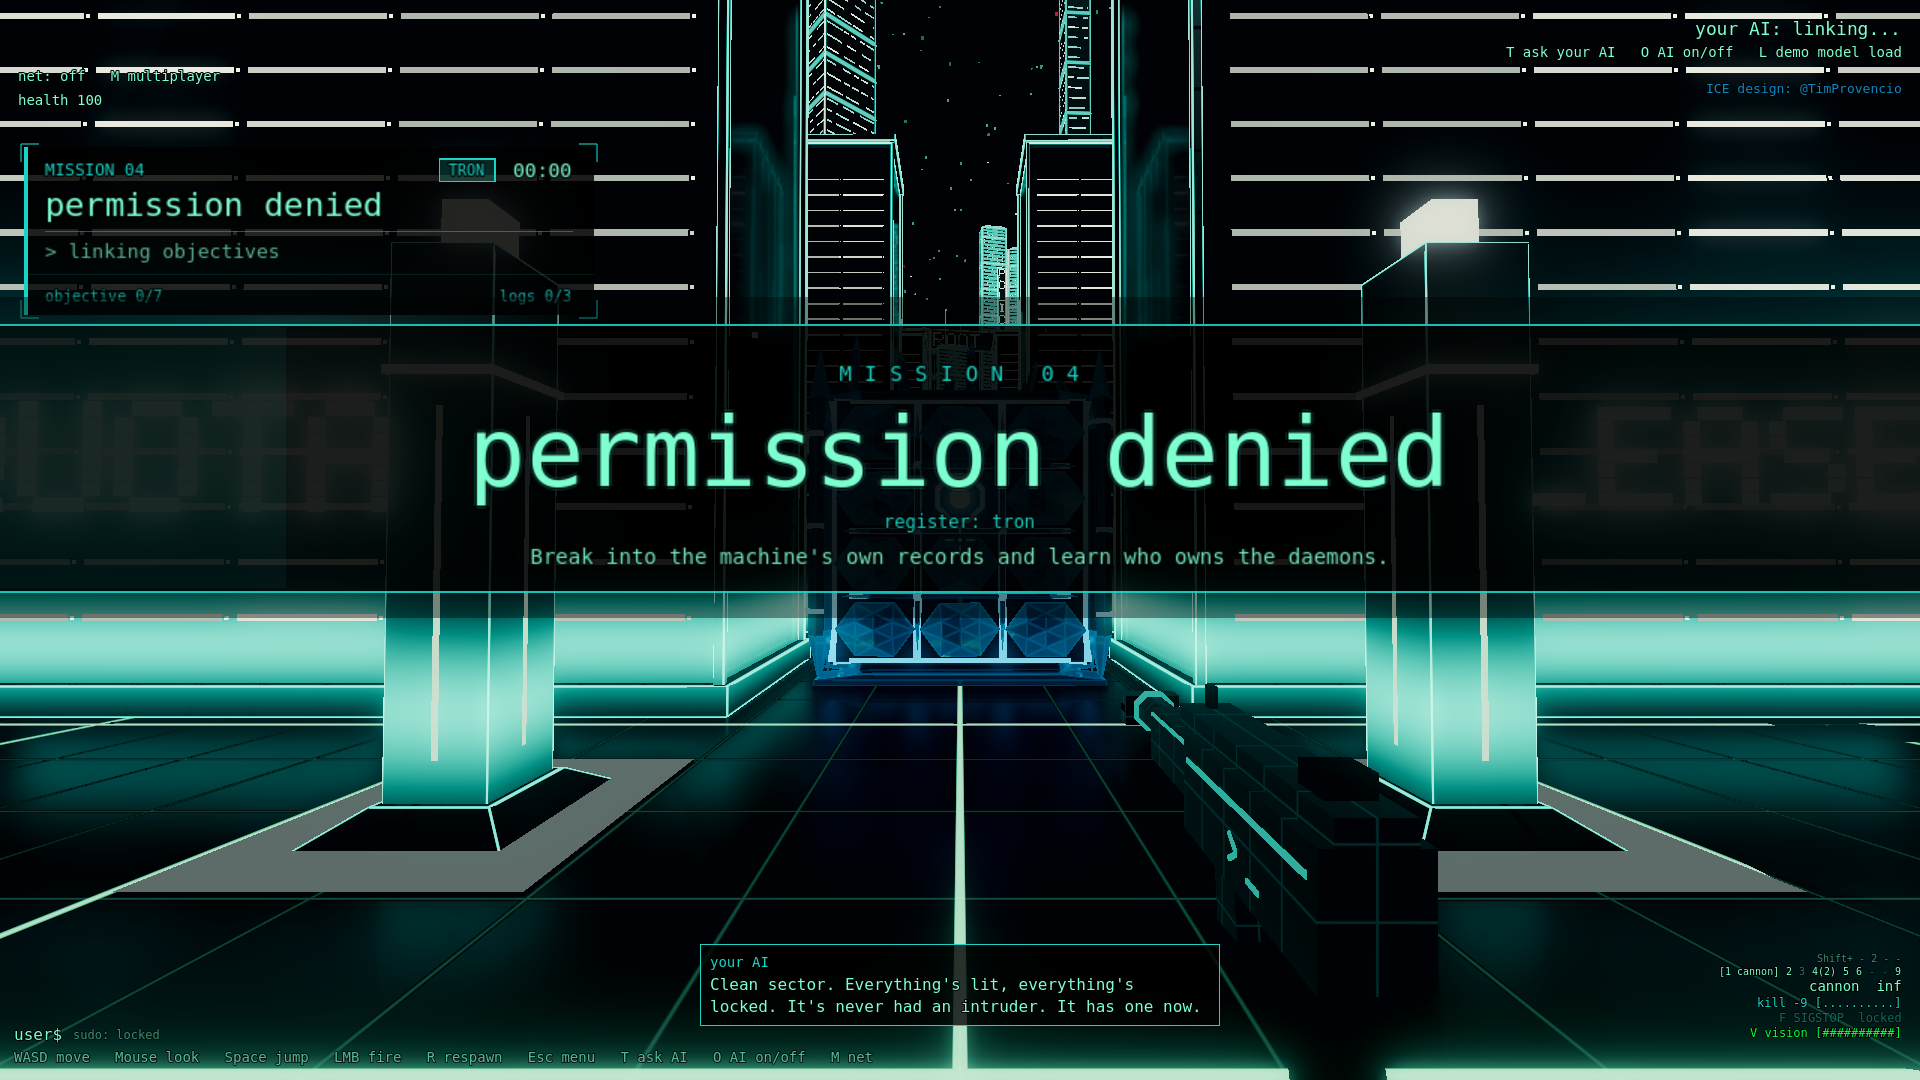 your AI: linking...
T ask your AI   O AI on/off   L demo model load
net: off   M multiplayer
ICE design: @TimProvencio
health 100
MISSION 04   TRON   00:00
permission denied
> linking objectives
objective 0/7   logs 0/3
ROOT
MISSION 04
permission denied
register: tron
Break into the machine's own records and learn who owns the daemons.
your AI
Clean sector. Everything's lit, everything's
locked. It's never had an intruder. It has one now.
Shift+ - 2 - -
[1 cannon] 2 3 4(2) 5 6 - - 9
cannon  inf
kill -9 [..........]
F SIGSTOP  locked
V vision [##########]
user$ sudo: locked
WASD move   Mouse look   Space jump   LMB fire   R respawn   Esc menu   T ask AI   O AI on/off   M net